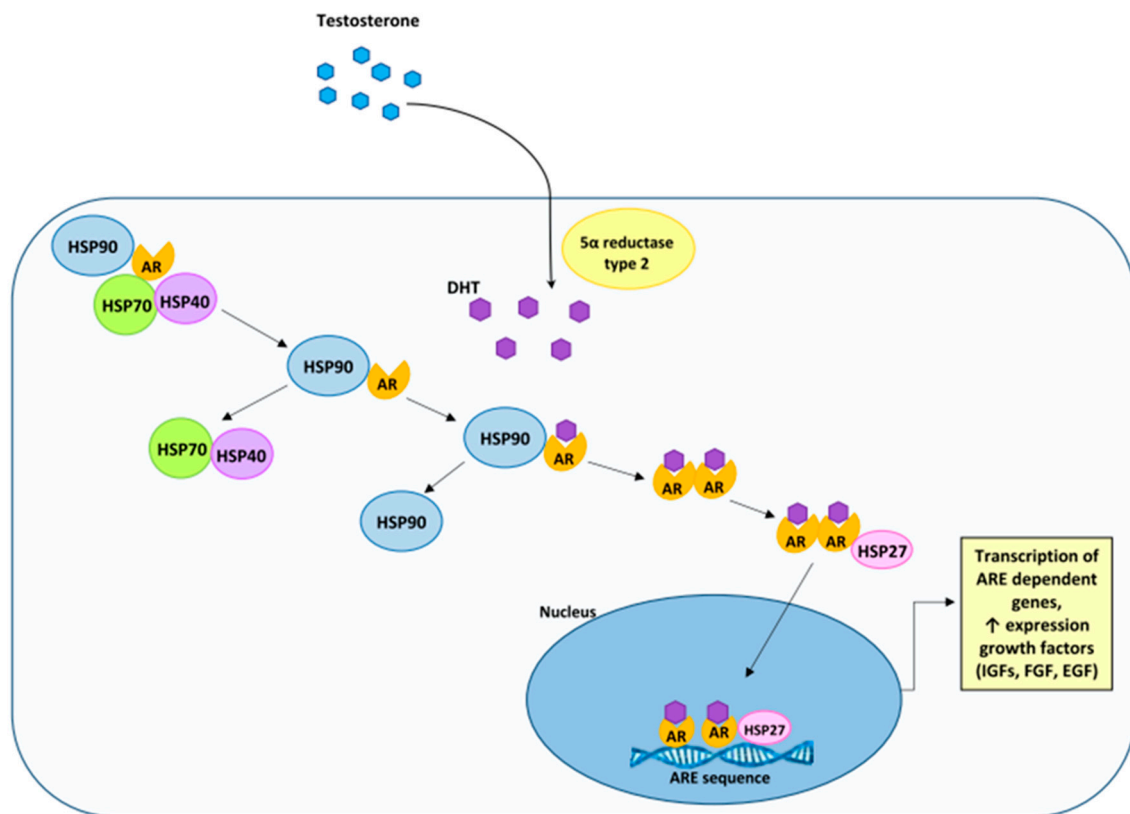 Testosterone
HSP90
AR
HSP70
HSP40
5α reductase
type 2
DHT
HSP90
AR
HSP70
HSP40
HSP90
AR
HSP90
AR
AR
AR
AR
HSP27
Transcription of
ARE dependent
genes,
↑ expression
growth factors
(IGFs, FGF, EGF)
Nucleus
AR
AR
HSP27
ARE sequence